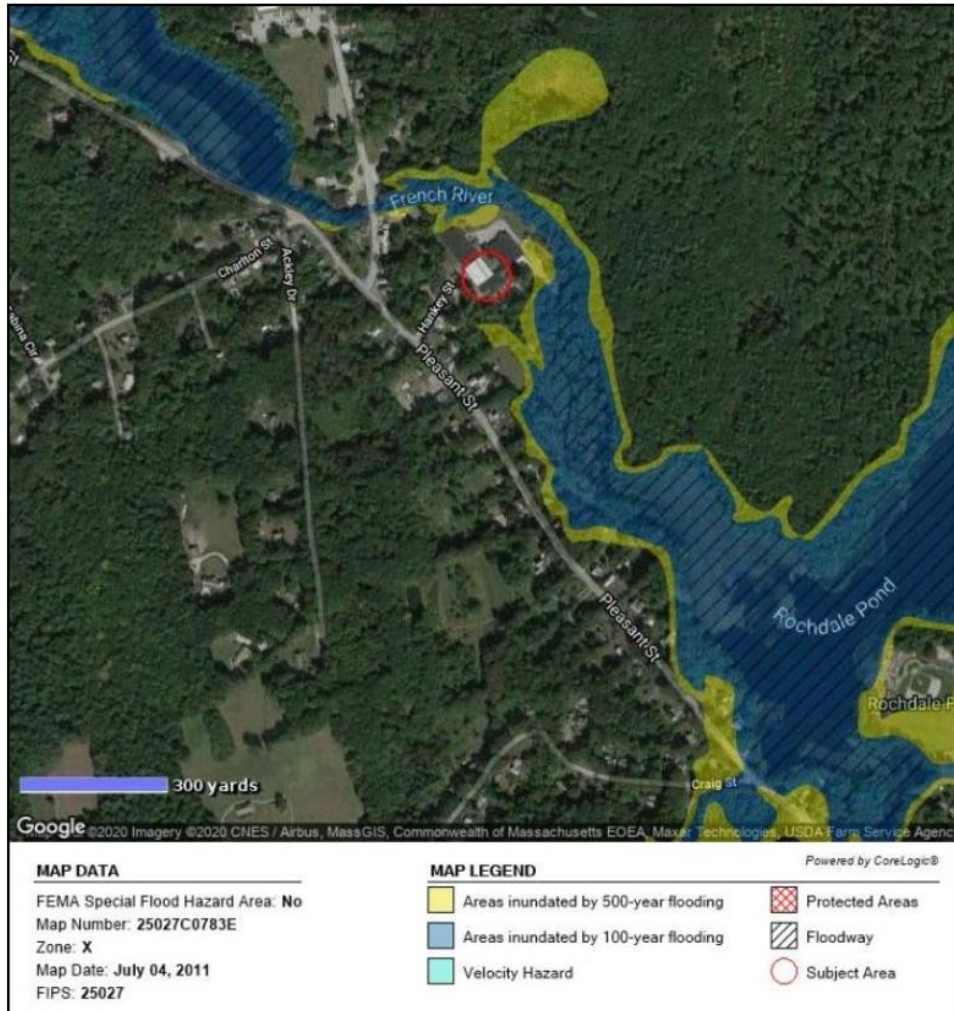 St
French River
Charlton St
Ackley Dr
Hankey St
Pleasant St
Pleasant St
Rochdale Pond
Rochdale P
Craig St
300 yards
Google
©2020 Imagery ©2020 CNES / Airbus, MassGIS, Commonwealth of Massachusetts EOEA, Maxar Technologies, USDA Farm Service Agency
Powered by CoreLogic®
MAP DATA
FEMA Special Flood Hazard Area: No
Map Number: 25027C0783E
Zone: X
Map Date: July 04, 2011
FIPS: 25027
MAP LEGEND
Areas inundated by 500-year flooding
Areas inundated by 100-year flooding
Velocity Hazard
Protected Areas
Floodway
Subject Area